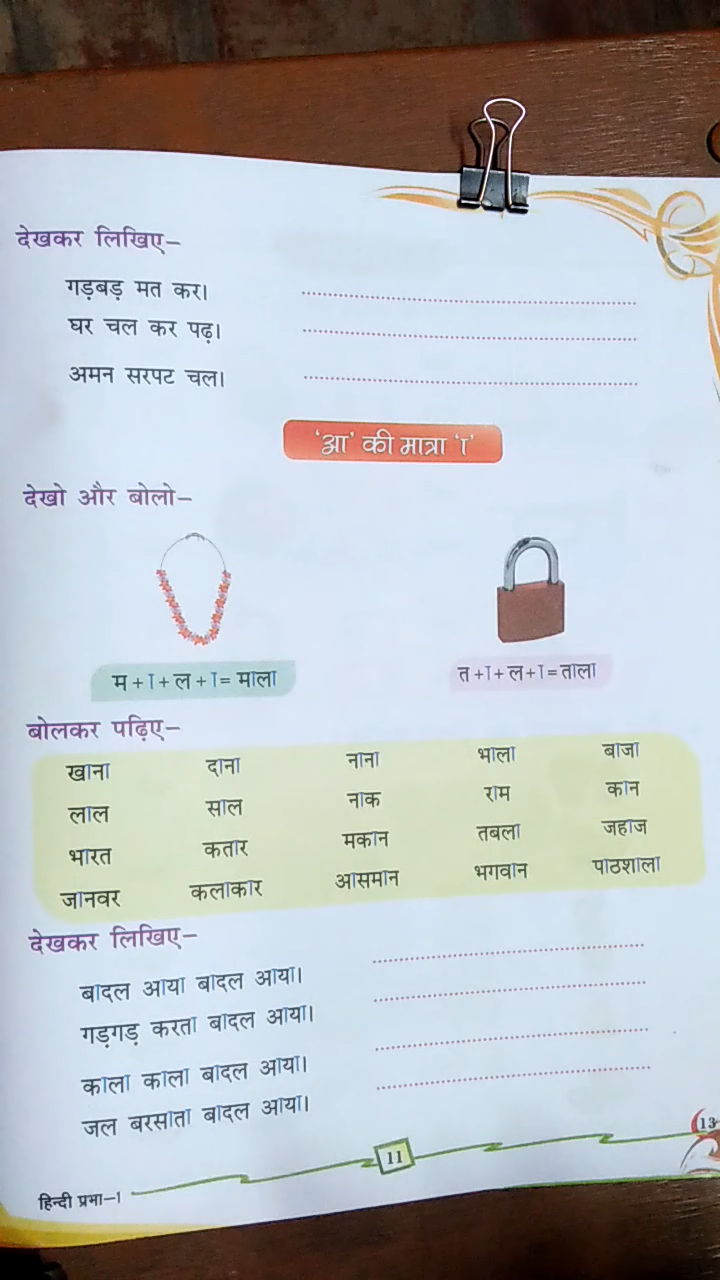 देखकर लिखिए–
गड़बड़ मत कर।
घर चल कर पढ़।
अमन सरपट चल।
'आ' की मात्रा 'ा'
देखो और बोलो–
म + ा + ल + ा = माला
त + ा + ल + ा = ताला
बोलकर पढ़िए–
खाना दाना नाना भाला बाजा
लाल साल नाक राम कान
भारत कतार मकान तबला जहाज
जानवर कलाकार आसमान भगवान पाठशाला
देखकर लिखिए–
बादल आया बादल आया।
गड़गड़ करता बादल आया।
काला काला बादल आया।
जल बरसाता बादल आया।
13
11
हिन्दी प्रभा–1